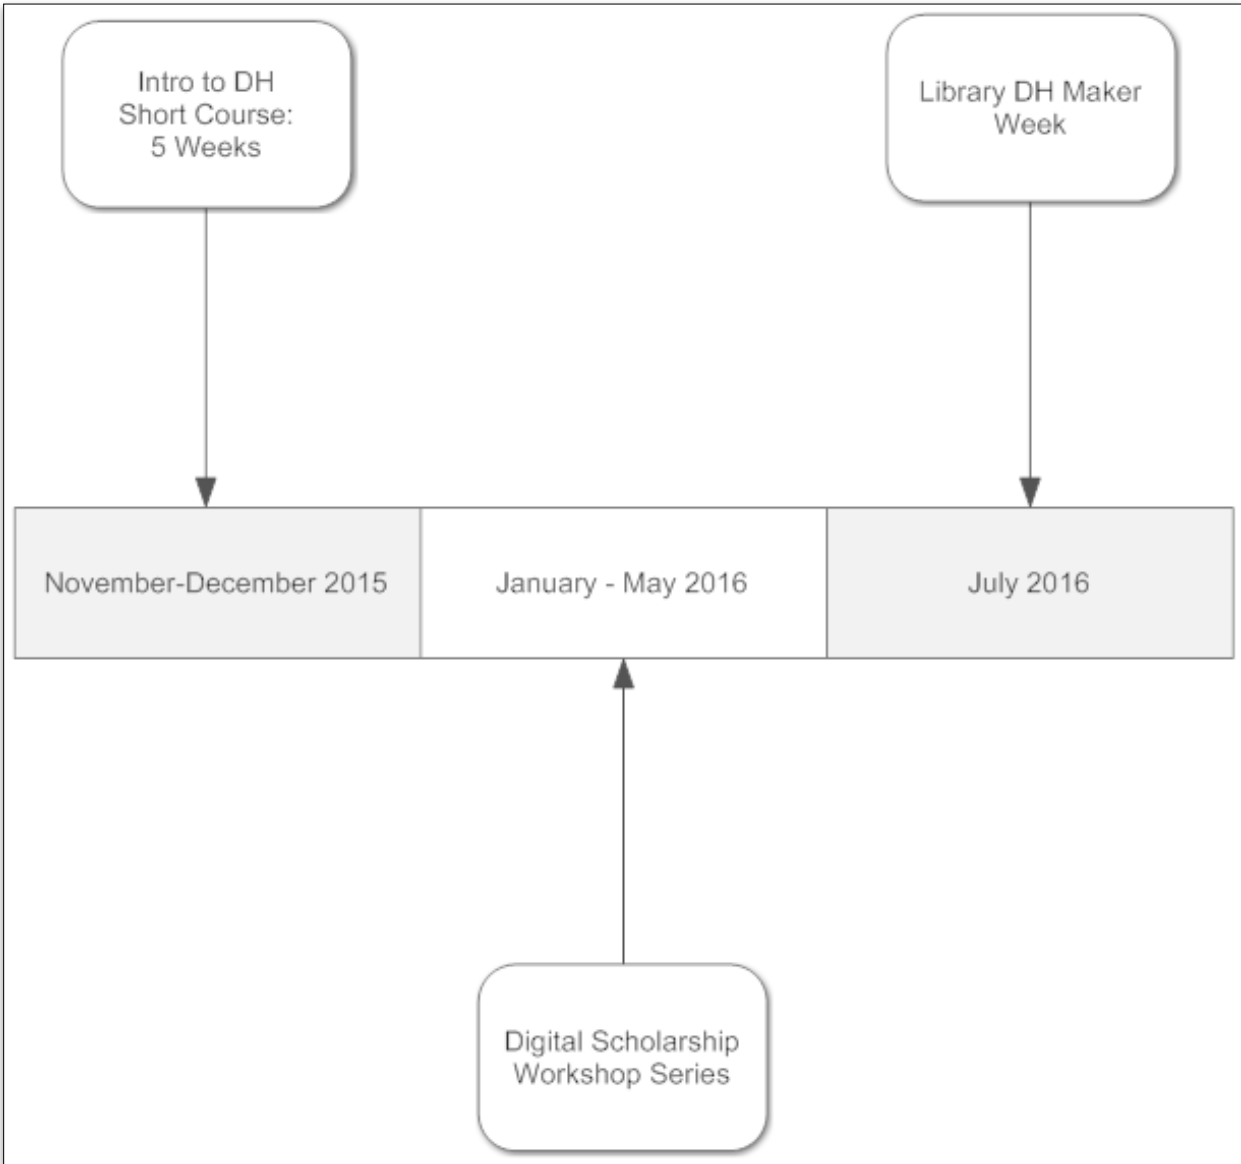 Intro to DH
Short Course:
5 Weeks
Library DH Maker
Week
November-December 2015
January - May 2016
July 2016
Digital Scholarship
Workshop Series